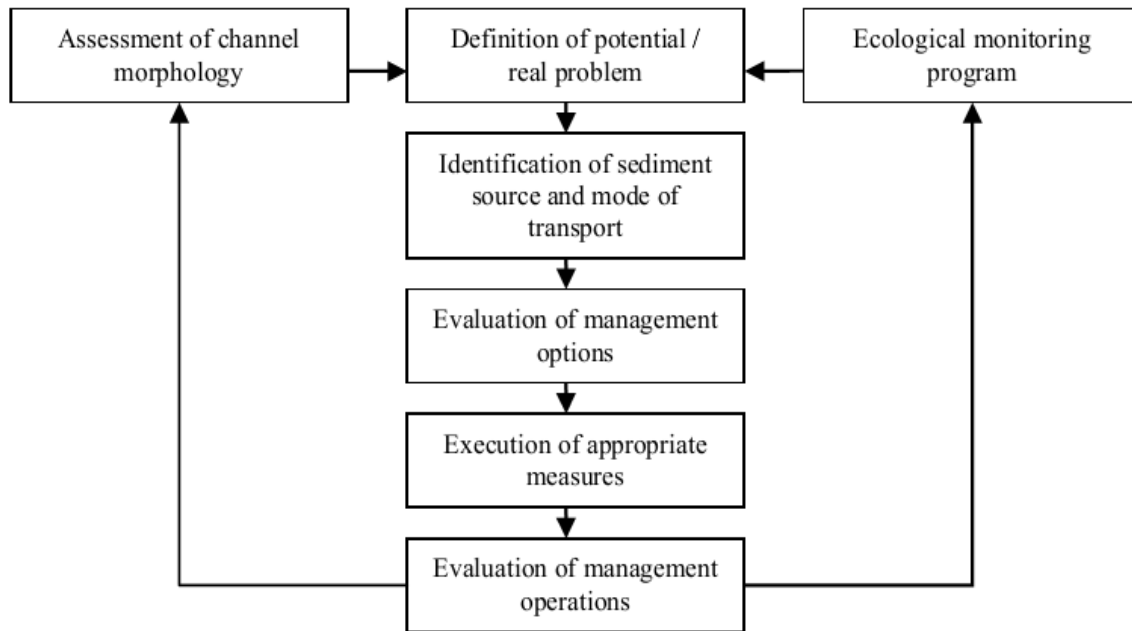 Assessment of channel
morphology
Definition of potential /
real problem
Ecological monitoring
program
Identification of sediment
source and mode of
transport
Evaluation of management
options
Execution of appropriate
measures
Evaluation of management
operations